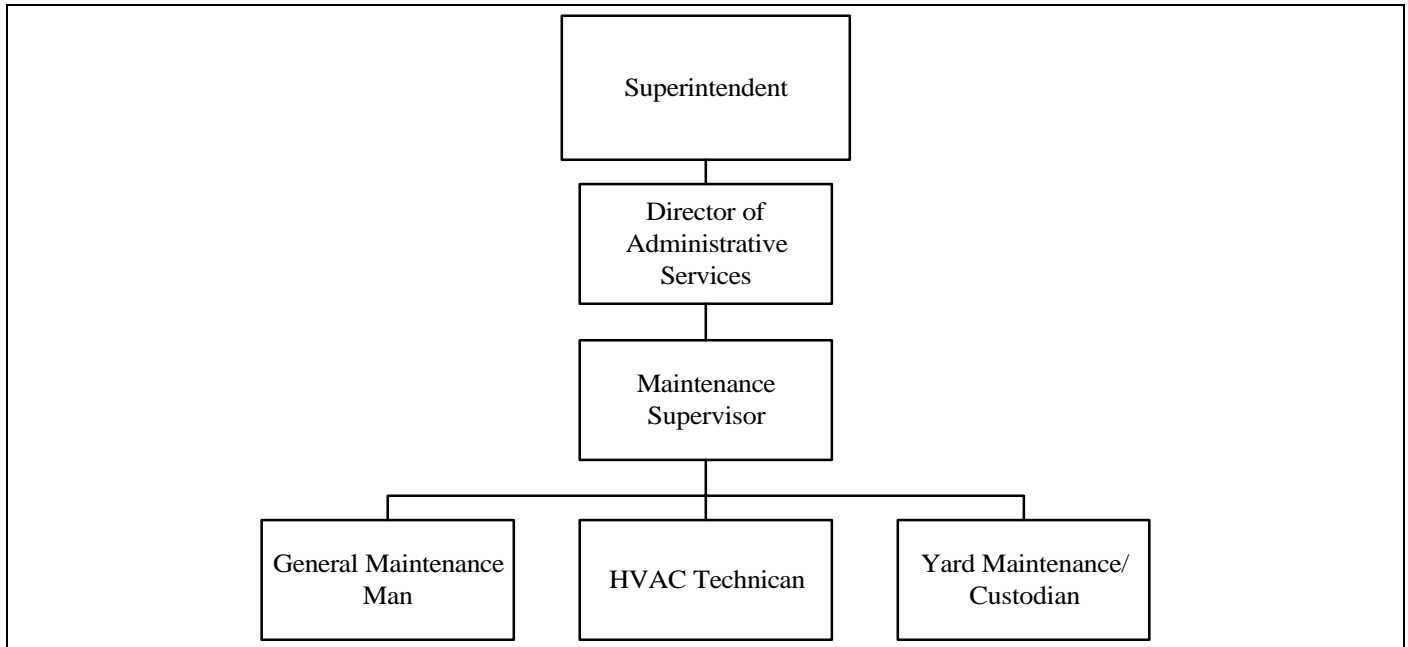 Superintendent
Director of
Administrative
Services
Maintenance
Supervisor
General Maintenance
Man
HVAC Technican
Yard Maintenance/
Custodian